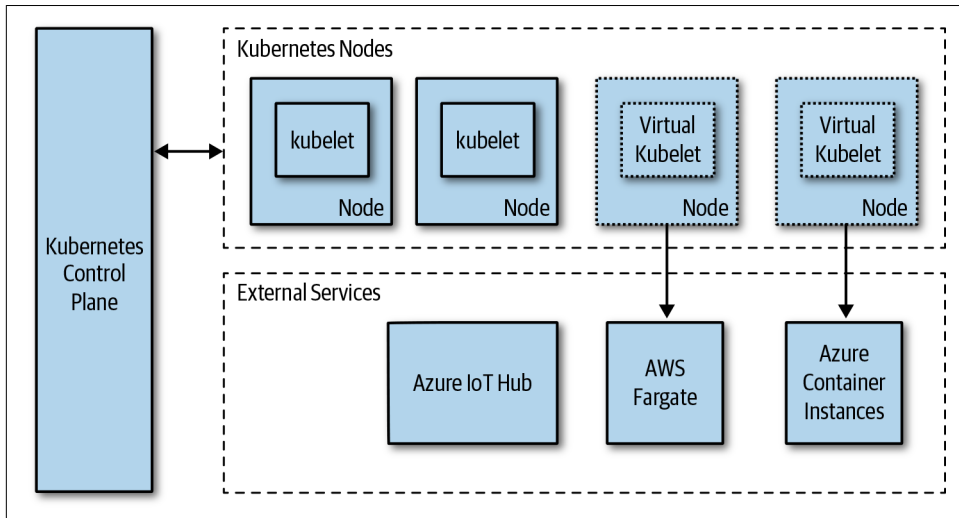 Kubernetes Nodes
kubelet
Node
kubelet
Node
Virtual
Kubelet
Node
Virtual
Kubelet
Node
Kubernetes
Control
Plane
External Services
Azure IoT Hub
AWS
Fargate
Azure
Container
Instances